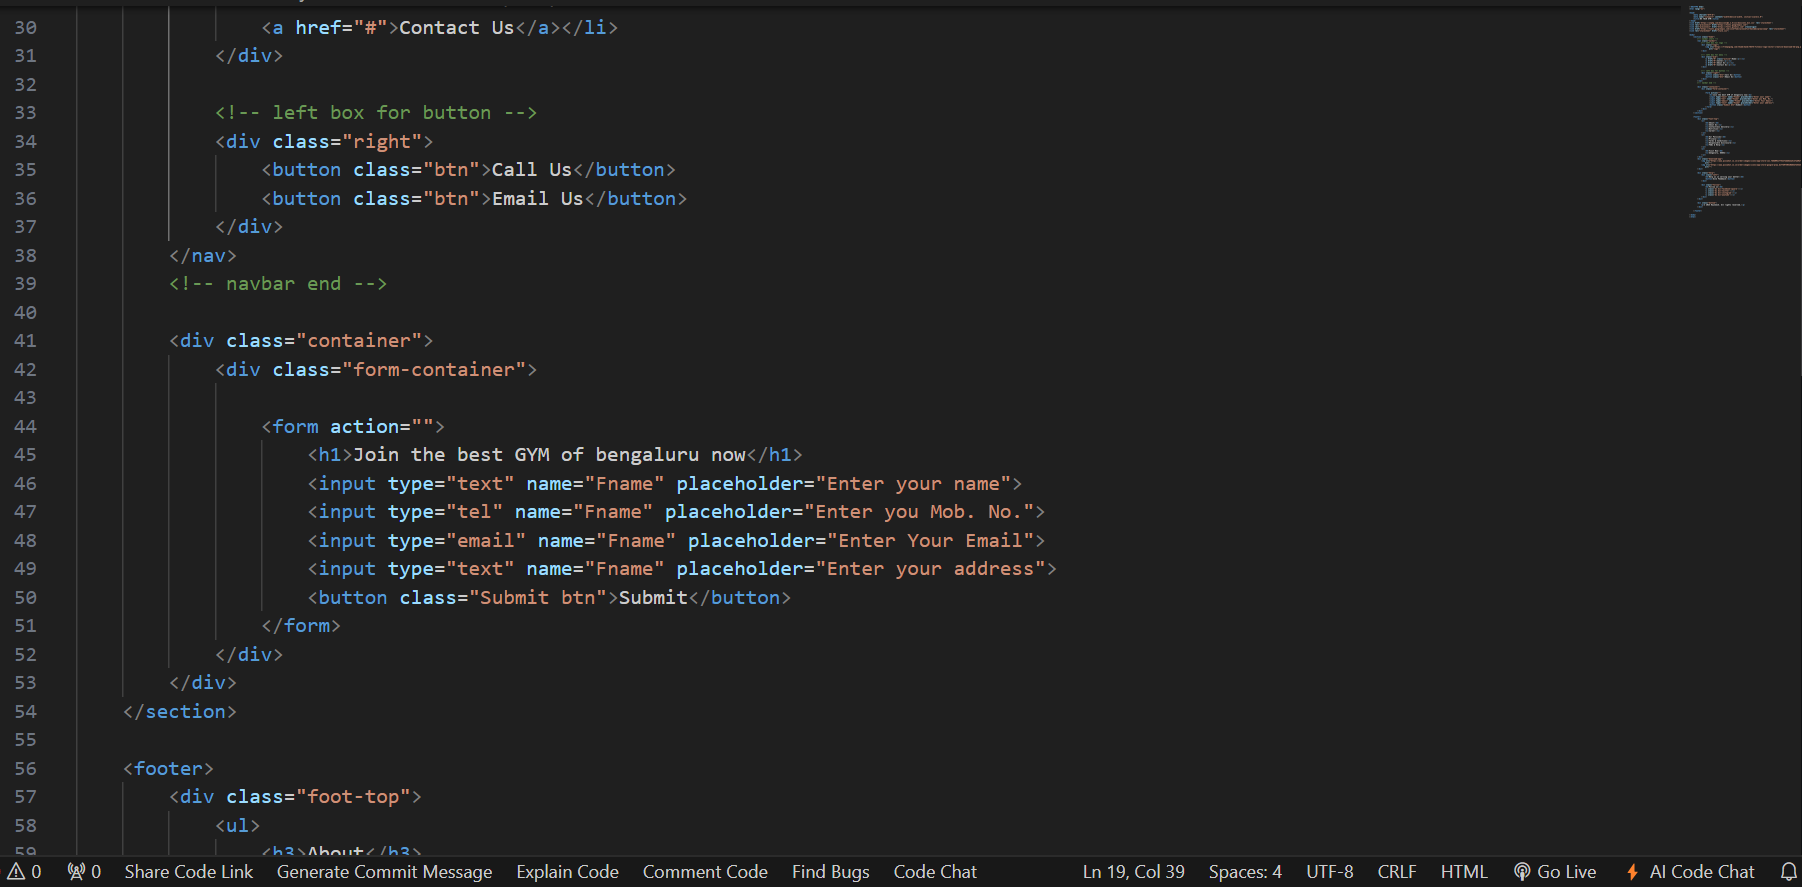 30 <a href="#">Contact Us</a></li>
31 </div>
32
33 <!-- left box for button -->
34 <div class="right">
35 <button class="btn">Call Us</button>
36 <button class="btn">Email Us</button>
37 </div>
38 </nav>
39 <!-- navbar end -->
40
41 <div class="container">
42 <div class="form-container">
43
44 <form action="">
45 <h1>Join the best GYM of bengaluru now</h1>
46 <input type="text" name="Fname" placeholder="Enter your name">
47 <input type="tel" name="Fname" placeholder="Enter you Mob. No.">
48 <input type="email" name="Fname" placeholder="Enter Your Email">
49 <input type="text" name="Fname" placeholder="Enter your address">
50 <button class="Submit btn">Submit</button>
51 </form>
52 </div>
53 </div>
54 </section>
55
56 <footer>
57 <div class="foot-top">
58 <ul>
59 <h3>About</h3>
0 0 Share Code Link Generate Commit Message Explain Code Comment Code Find Bugs Code Chat Ln 19, Col 39 Spaces: 4 UTF-8 CRLF HTML Go Live AI Code Chat